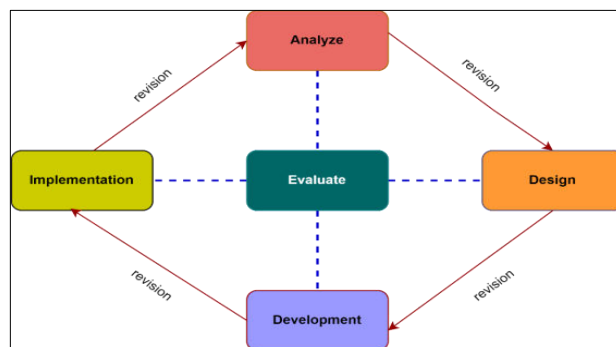 Analyze
revision
revision
Implementation
Evaluate
Design
revision
revision
Development